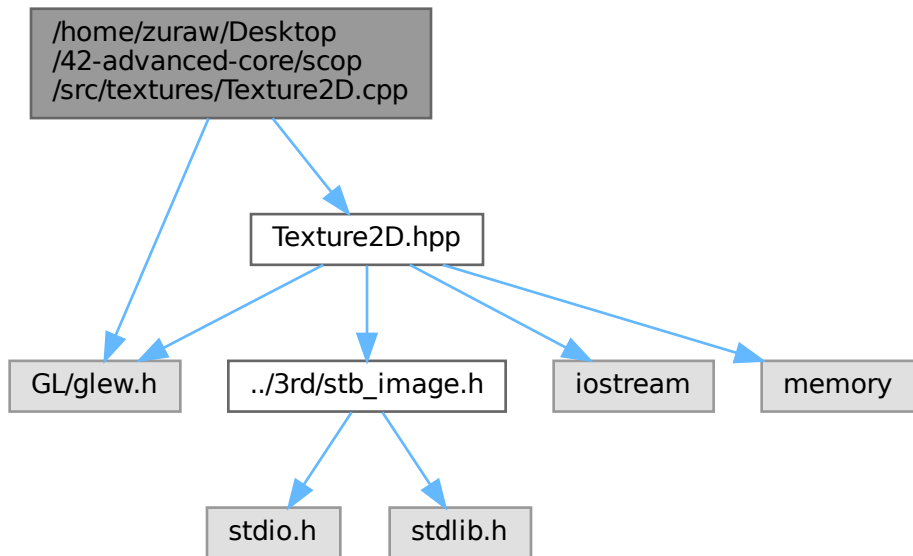 /home/zuraw/Desktop
/42-advanced-core/scop
/src/textures/Texture2D.cpp
Texture2D.hpp
GL/glew.h
../3rd/stb_image.h
iostream
memory
stdio.h
stdlib.h